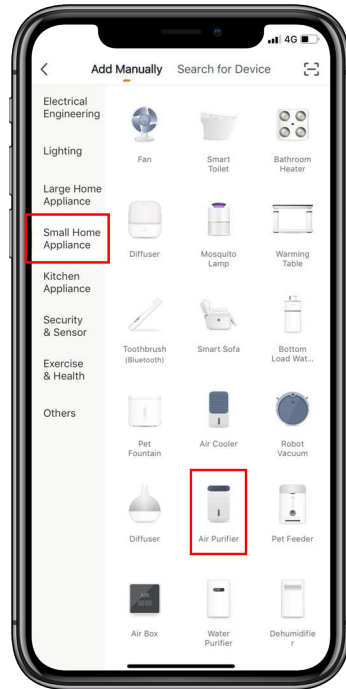 4G
Add Manually Search for Device
Electrical
Engineering
Lighting
Large Home
Appliance
Small Home
Appliance
Kitchen
Appliance
Security
& Sensor
Exercise
& Health
Others
Fan
Smart
Toilet
Bathroom
Heater
Diffuser
Mosquito
Lamp
Warming
Table
Toothbrush
(Bluetooth)
Smart Sofa
Bottom
Load Wat...
Pet
Fountain
Air Cooler
Robot
Vacuum
Diffuser
Air Purifier
Pet Feeder
Air Box
Water
Purifier
Dehumidifie
r